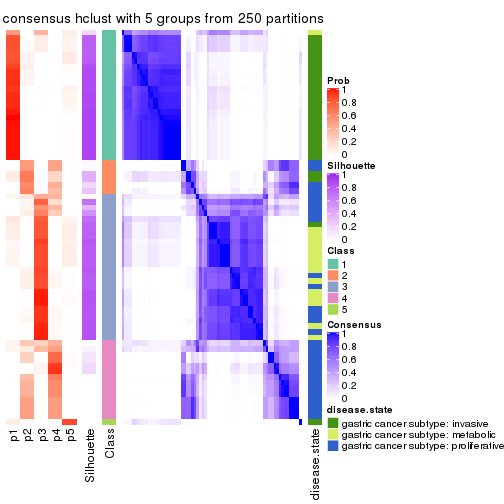 consensus hclust with 5 groups from 250 partitions
Prob
1
0.8
0.6
0.4
0.2
0
Silhouette
1
0.8
0.6
0.4
0.2
0
Class
1
2
3
4
5
Consensus
1
0.8
0.6
0.4
0.2
0
disease.state
gastric cancer subtype: invasive
gastric cancer subtype: metabolic
gastric cancer subtype: proliferative
p1
p2
p3
p4
p5
Silhouette
Class
disease.state